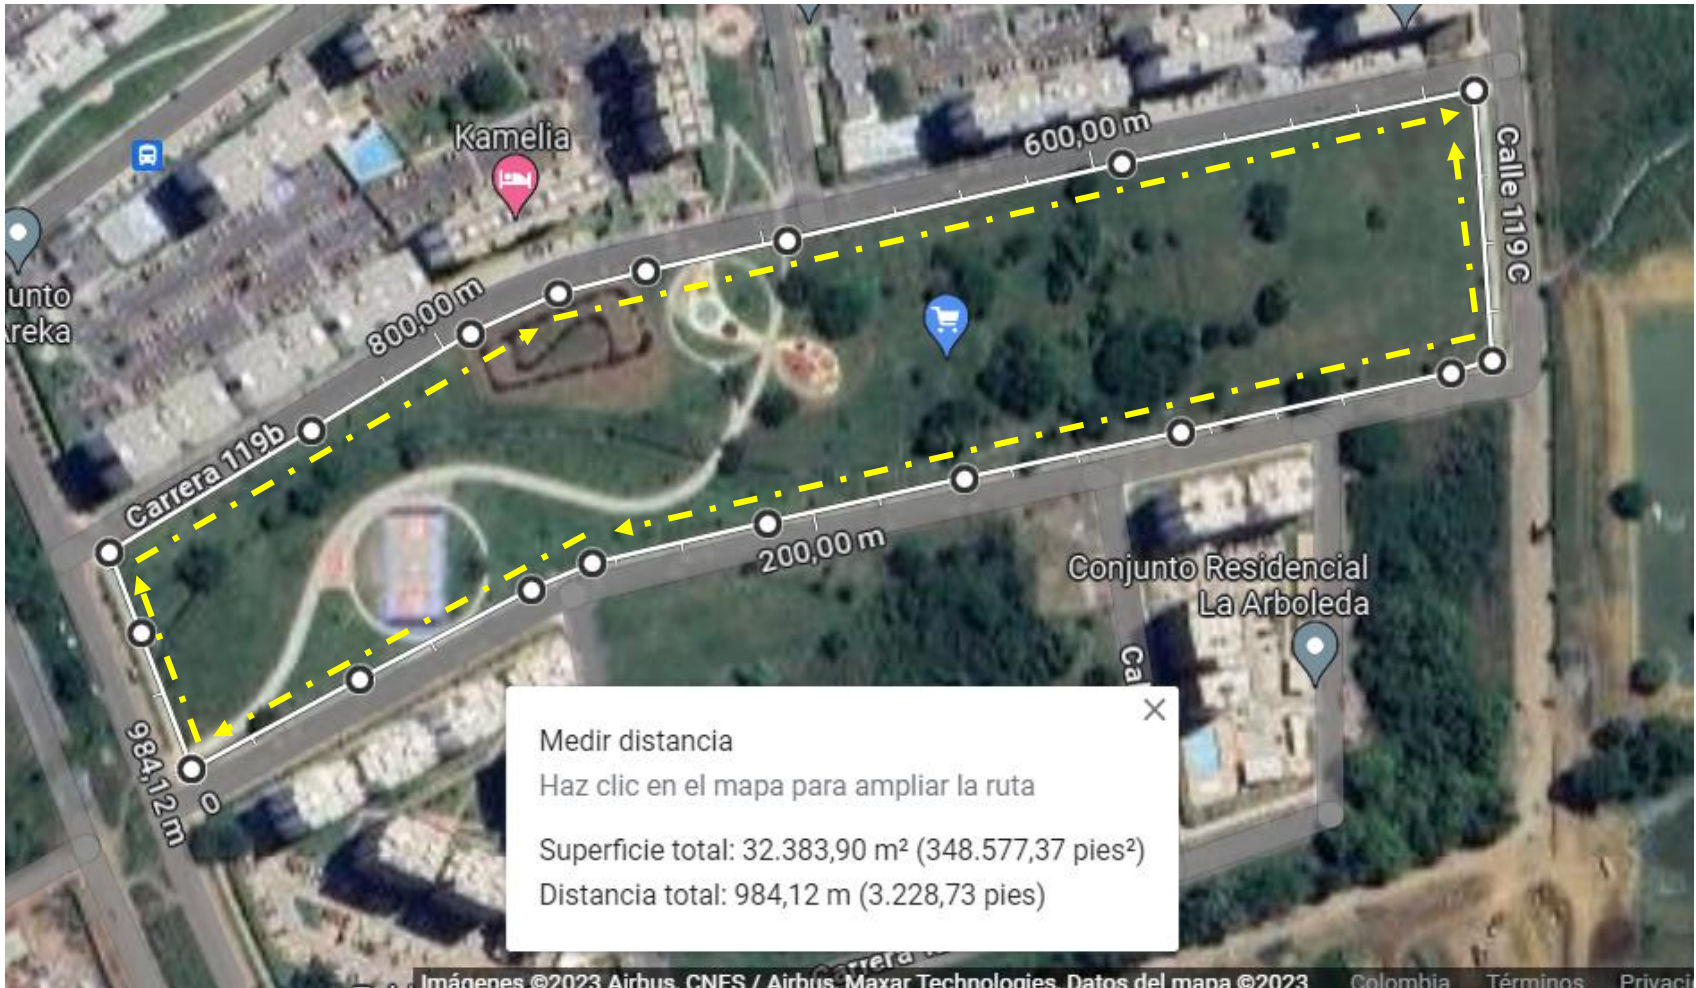 Kamelia
600,00 m
Calle 119 C
unto
Areka
800,00 m
Carrera 119b
200,00 m
Conjunto Residencial
La Arboleda
Ca
984,12 m
0
Medir distancia
Haz clic en el mapa para ampliar la ruta
Superficie total: 32.383,90 m² (348.577,37 pies²)
Distancia total: 984,12 m (3.228,73 pies)
Carrera
Imágenes ©2023 Airbus, CNES / Airbus, Maxar Technologies, Datos del mapa ©2023 Colombia Términos Privaci